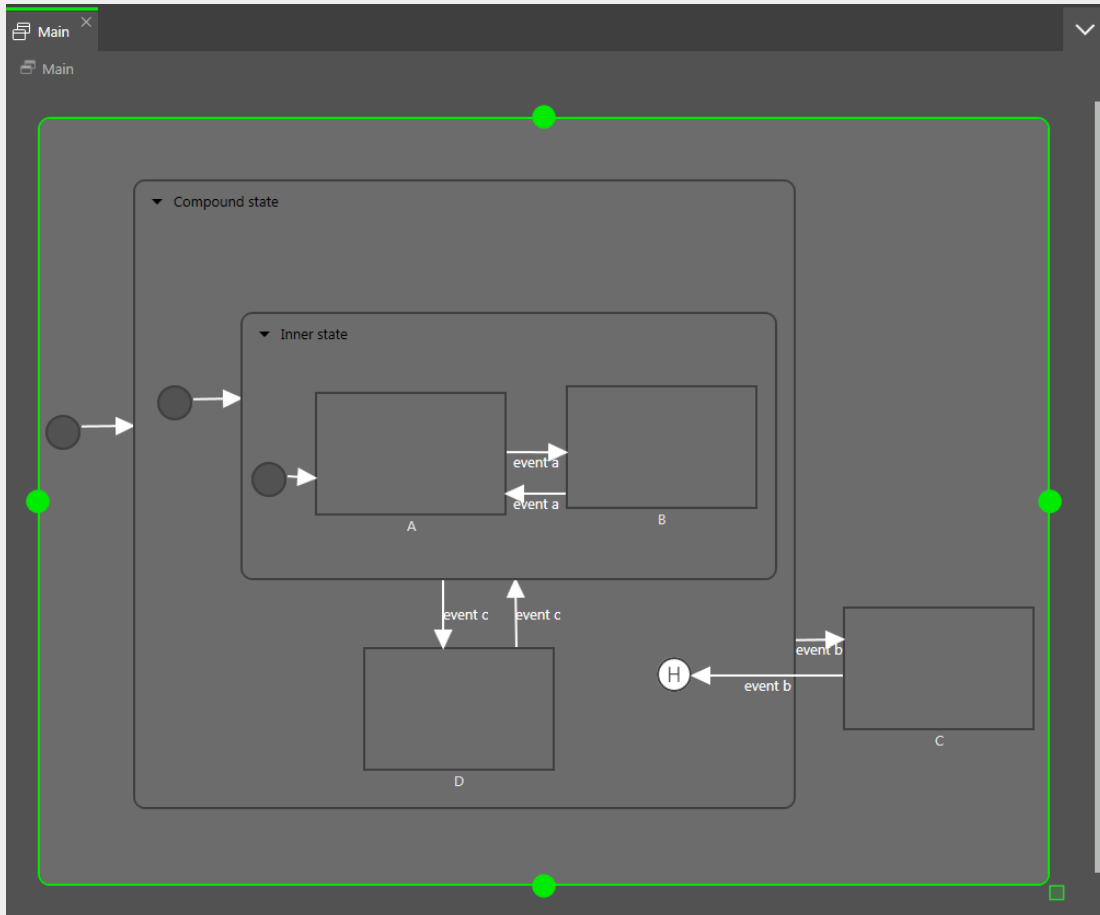 Main
Main
Compound state
Inner state
event a
event a
A
B
event c
event c
event b
H
event b
C
D